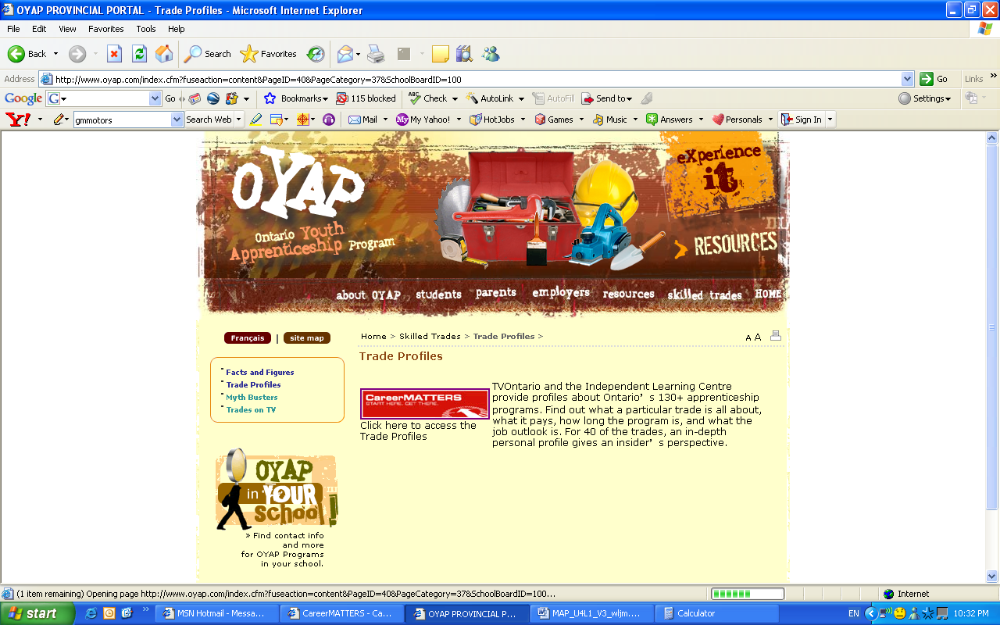 OYAP PROVINCIAL PORTAL - Trade Profiles - Microsoft Internet Explorer
File Edit View Favorites Tools Help
Back Search Favorites
Address http://www.oyap.com/index.cfm?fuseaction=content&PageID=40&PageCategory=37&SchoolBoardID=100 Go Links »
Google G Go Bookmarks 115 blocked ABC Check AutoLink AutoFill Send to Settings
Y! gmmotors Search Web Mail My My Yahoo! HotJobs Games Music Answers Personals Sign In
OYAP
Ontario Youth
Apprenticeship Program
eXperience
it
> RESOURCES
about OYAP students parents employers resources skilled trades HOME
Français | site map
Home > Skilled Trades > Trade Profiles >
A A
Facts and Figures
Trade Profiles
Myth Busters
Trades on TV
Trade Profiles
CareerMATTERS
START HERE. GET THERE.
Click here to access the
Trade Profiles
TVOntario and the Independent Learning Centre
provide profiles about Ontario’s 130+ apprenticeship
programs. Find out what a particular trade is all about,
what it pays, how long the program is, and what the
job outlook is. For 40 of the trades, an in-depth
personal profile gives an insider’s perspective.
OYAP
in YOUR
school!
» Find contact info
and more
for OYAP Programs
in your school.
(1 item remaining) Opening page http://www.oyap.com/index.cfm?fuseaction=content&PageID=40&PageCategory=37&SchoolBoardID=100... Internet
start » MSN Hotmail - Messa... CareerMATTERS - Ca... OYAP PROVINCIAL P... MAP_U4L1_V3_wljm.... Calculator EN 10:32 PM